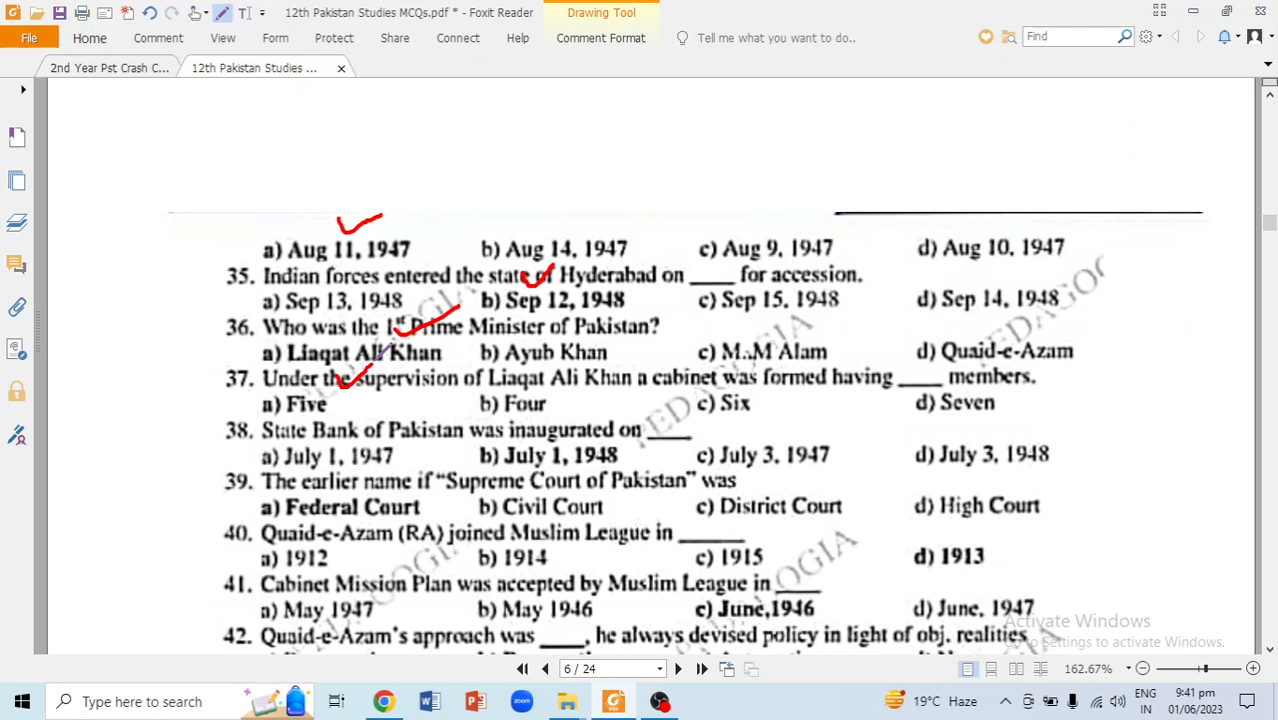 12th Pakistan Studies MCQs.pdf * - Foxit Reader
Drawing Tool
File Home Comment View Form Protect Share Connect Help Comment Format Tell me what you want to do.. Find
2nd Year Pst Crash C... 12th Pakistan Studies ...
a) Aug 11, 1947 b) Aug 14, 1947 c) Aug 9, 1947 d) Aug 10, 1947
35. Indian forces entered the state of Hyderabad on ____ for accession.
a) Sep 13, 1948 b) Sep 12, 1948 c) Sep 15, 1948 d) Sep 14, 1948
36. Who was the 1st Prime Minister of Pakistan?
a) Liaqat Ali Khan b) Ayub Khan c) M.M Alam d) Quaid-e-Azam
37. Under the supervision of Liaqat Ali Khan a cabinet was formed having ____ members.
a) Five b) Four c) Six d) Seven
38. State Bank of Pakistan was inaugurated on ____
a) July 1, 1947 b) July 1, 1948 c) July 3, 1947 d) July 3, 1948
39. The earlier name if "Supreme Court of Pakistan" was
a) Federal Court b) Civil Court c) District Court d) High Court
40. Quaid-e-Azam (RA) joined Muslim League in ______
a) 1912 b) 1914 c) 1915 d) 1913
41. Cabinet Mission Plan was accepted by Muslim League in ____
a) May 1947 b) May 1946 c) June,1946 d) June, 1947
42. Quaid-e-Azam's approach was ____, he always devised policy in light of obj. realities
Activate Windows
Go to Settings to activate Windows.
6 / 24 162.67%
Type here to search
19°C Haze
ENG
IN
9:41 pm
01/06/2023